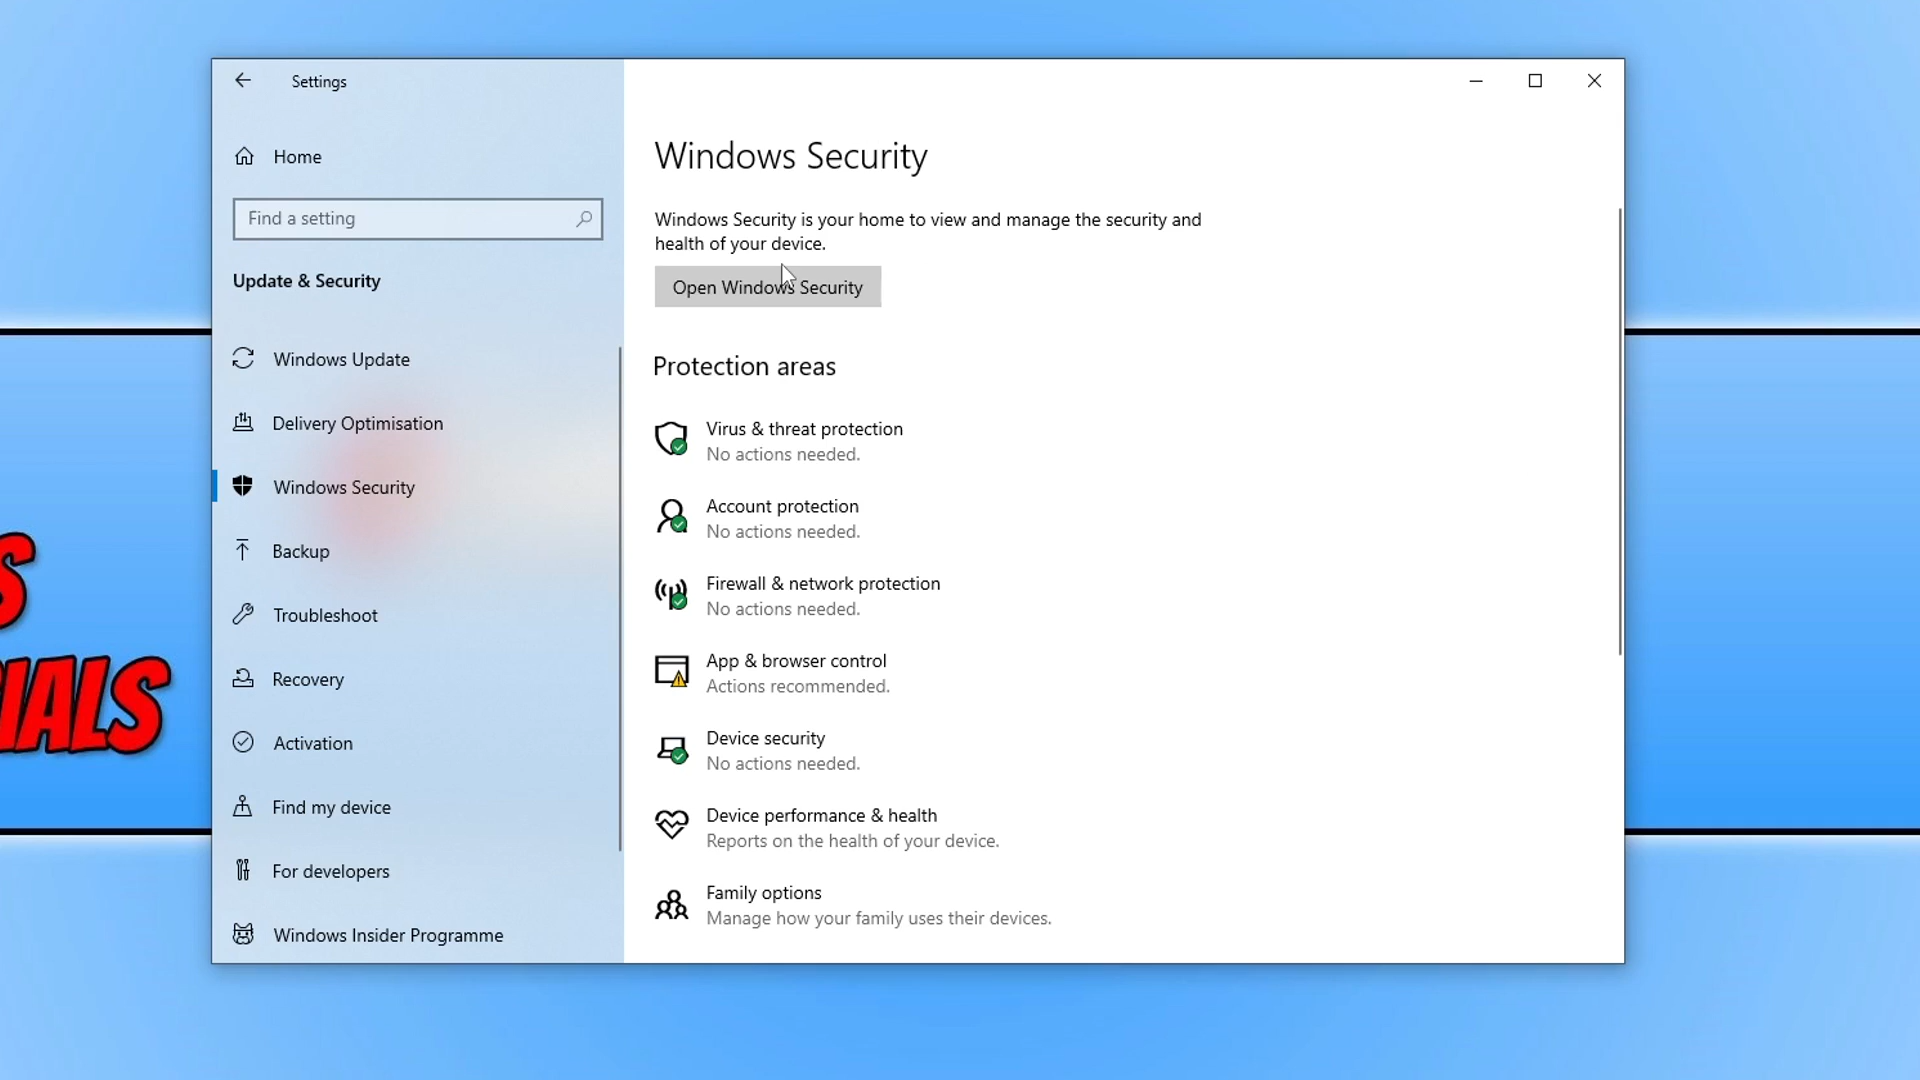 Settings
Home
Find a setting
Update & Security
Windows Update
Delivery Optimisation
Windows Security
Backup
Troubleshoot
Recovery
Activation
Find my device
For developers
Windows Insider Programme
Windows Security
Windows Security is your home to view and manage the security and
health of your device.
Open Windows Security
Protection areas
Virus & threat protection
No actions needed.
Account protection
No actions needed.
Firewall & network protection
No actions needed.
App & browser control
Actions recommended.
Device security
No actions needed.
Device performance & health
Reports on the health of your device.
Family options
Manage how your family uses their devices.
S
IALS